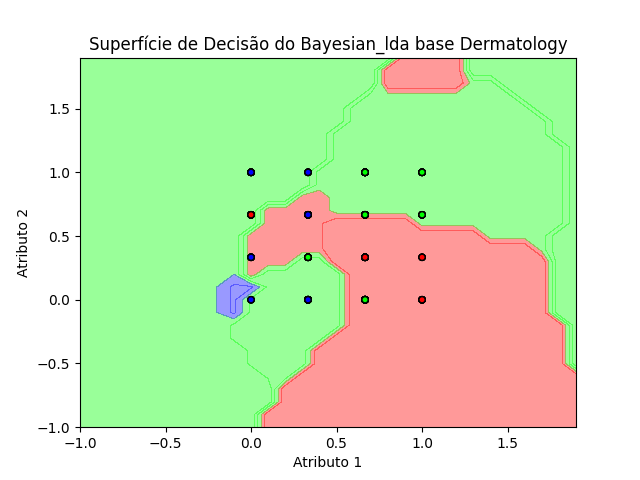 Superfície de Decisão do Bayesian_lda base Dermatology
1.5
1.0
0.5
0.0
−0.5
−1.0
Atributo 2
−1.0 −0.5 0.0 0.5 1.0 1.5
Atributo 1